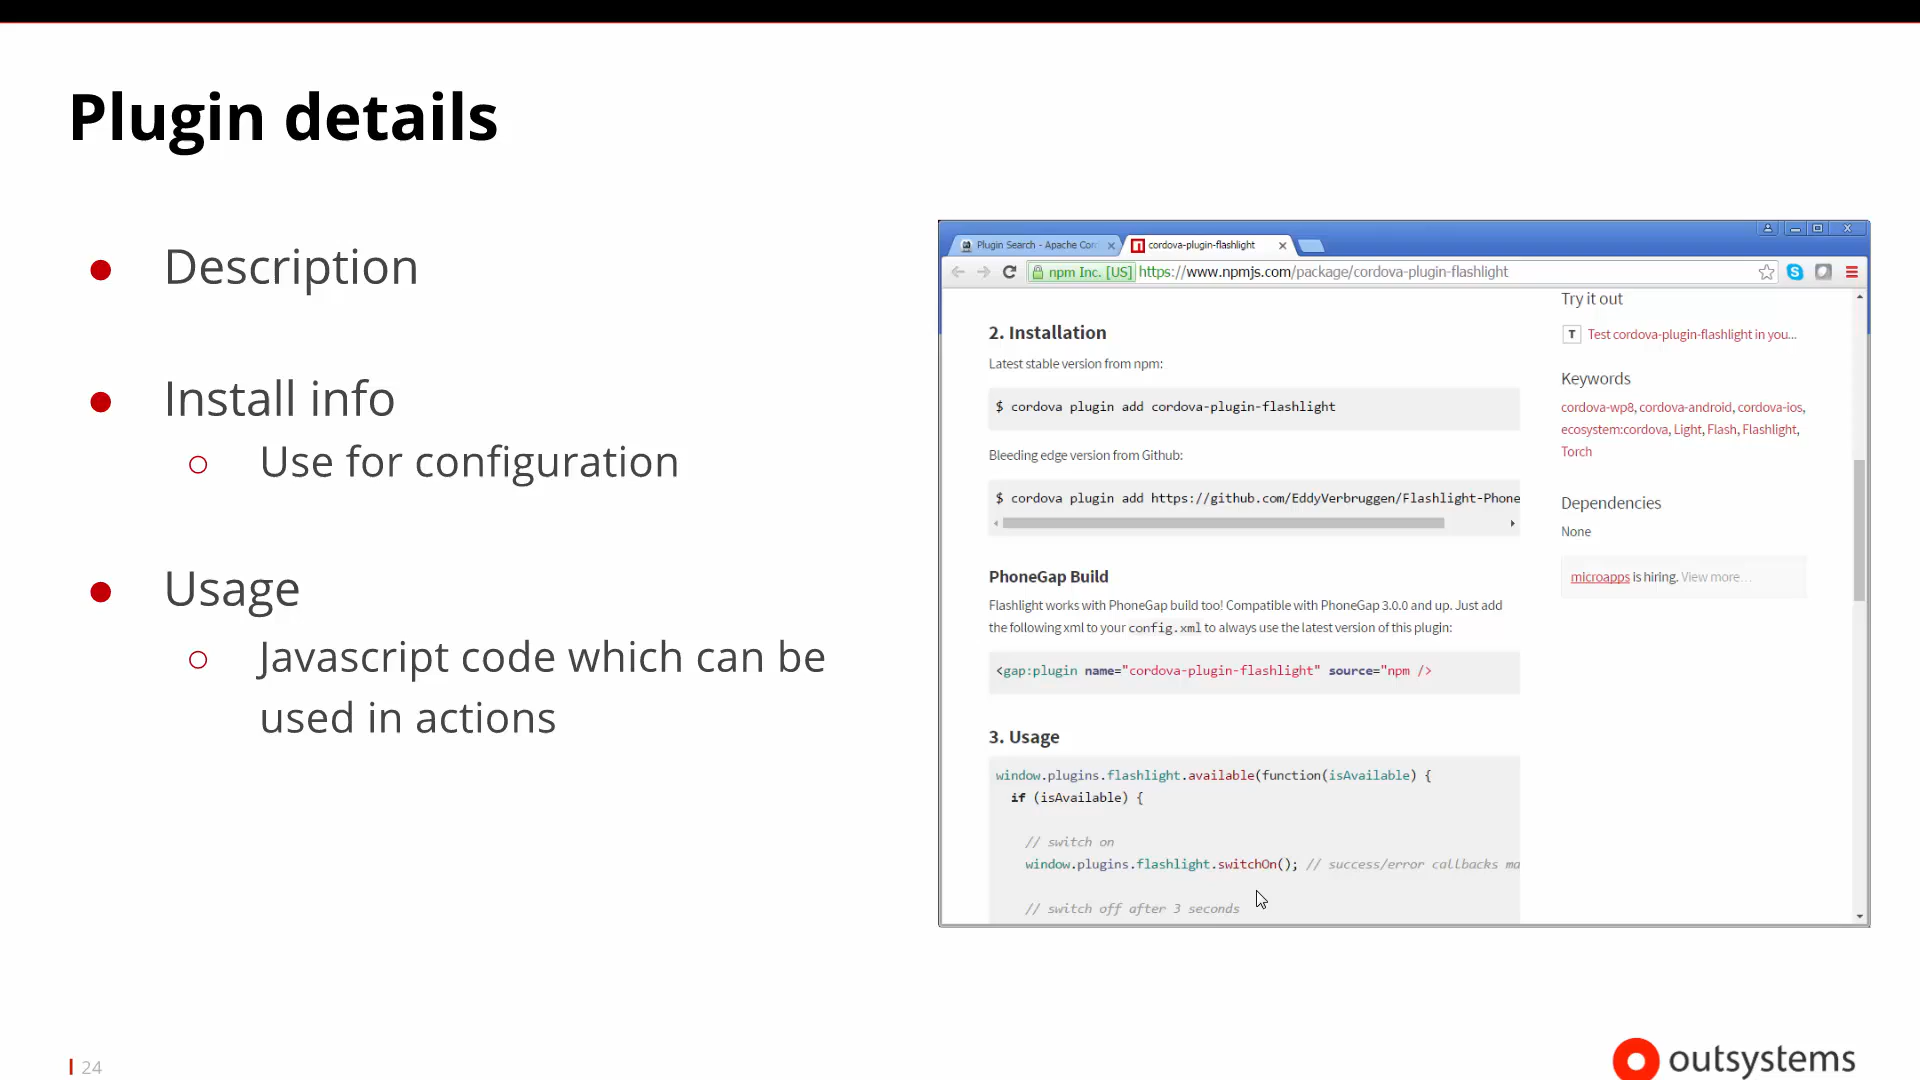 Plugin details
Description
Install info
Use for configuration
Usage
Javascript code which can be
used in actions
Plugin Search - Apache Cor
cordova-plugin-flashlight
npm Inc. [US] https://www.npmjs.com/package/cordova-plugin-flashlight
2. Installation
Latest stable version from npm:
$ cordova plugin add cordova-plugin-flashlight
Bleeding edge version from Github:
$ cordova plugin add https://github.com/EddyVerbruggen/Flashlight-Phone
PhoneGap Build
Flashlight works with PhoneGap build too! Compatible with PhoneGap 3.0.0 and up. Just add
the following xml to your config.xml to always use the latest version of this plugin:
<gap:plugin name="cordova-plugin-flashlight" source="npm />
3. Usage
window.plugins.flashlight.available(function(isAvailable) {
if (isAvailable) {
// switch on
window.plugins.flashlight.switchOn(); // success/error callbacks ma
// switch off after 3 seconds
Try it out
T Test cordova-plugin-flashlight in you...
Keywords
cordova-wp8, cordova-android, cordova-ios,
ecosystem:cordova, Light, Flash, Flashlight,
Torch
Dependencies
None
microapps is hiring. View more...
24
outsystems